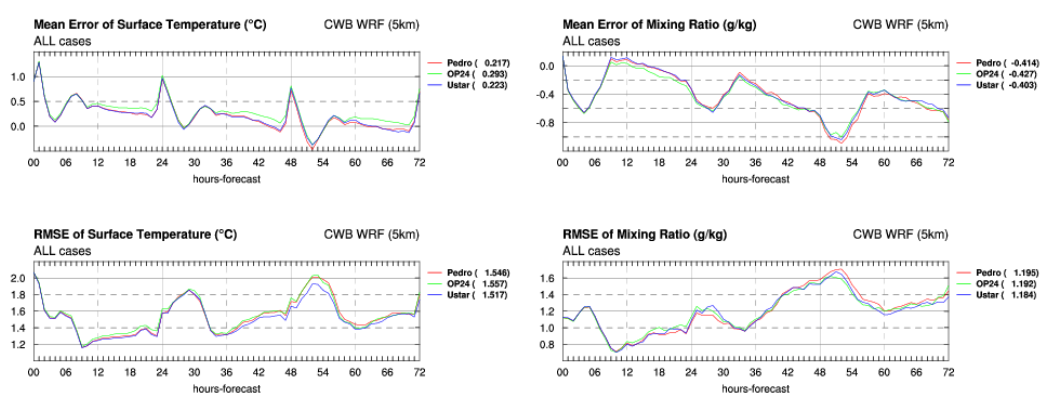 Mean Error of Surface Temperature (°C) CWB WRF (5km)
ALL cases
Pedro ( 0.217)
OP24 ( 0.293)
Ustar ( 0.223)
1.0
0.5
0.0
00 06 12 18 24 30 36 42 48 54 60 66 72
hours-forecast
Mean Error of Mixing Ratio (g/kg) CWB WRF (5km)
ALL cases
Pedro ( -0.414)
OP24 ( -0.427)
Ustar ( -0.403)
0.0
-0.4
-0.8
00 06 12 18 24 30 36 42 48 54 60 66 72
hours-forecast
RMSE of Surface Temperature (°C) CWB WRF (5km)
ALL cases
Pedro ( 1.546)
OP24 ( 1.557)
Ustar ( 1.517)
2.0
1.8
1.6
1.4
1.2
00 06 12 18 24 30 36 42 48 54 60 66 72
hours-forecast
RMSE of Mixing Ratio (g/kg) CWB WRF (5km)
ALL cases
Pedro ( 1.195)
OP24 ( 1.192)
Ustar ( 1.184)
1.6
1.4
1.2
1.0
0.8
00 06 12 18 24 30 36 42 48 54 60 66 72
hours-forecast